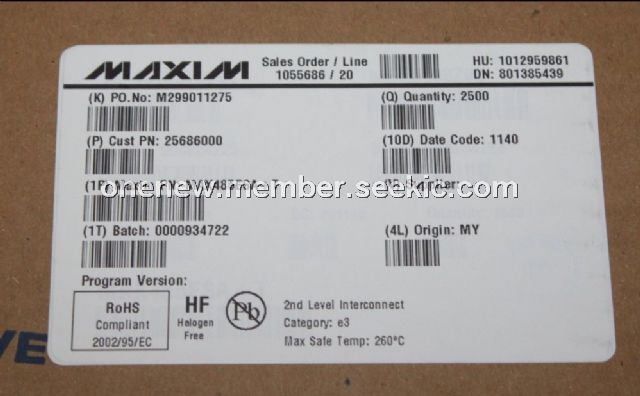 MAXIM
Sales Order / Line
1055686 / 20
HU: 1012959861
DN: 801385439
(K) PO.No: M299011275
(Q) Quantity: 2500
(P) Cust PN: 25686000
(10D) Date Code: 1140
onenew.member.seekic.com
(1T) Batch: 0000934722
(4L) Origin: MY
Program Version:
RoHS
Compliant
2002/95/EC
HF
Halogen
Free
Pb
2nd Level Interconnect
Category: e3
Max Safe Temp: 260°C
VE